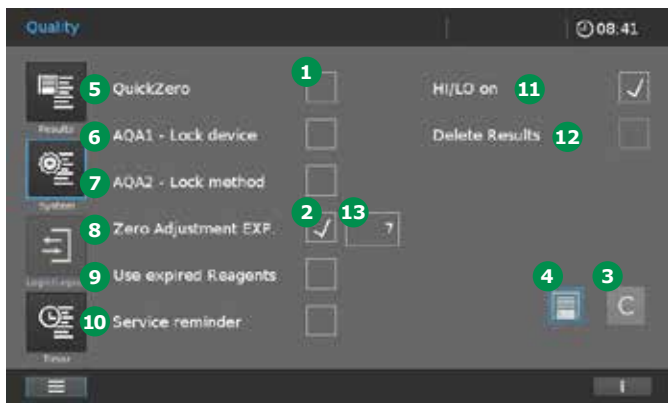 Quality 08:41
1
5 QuickZero HI/LO on 11
Results
6 AQA1 - Lock device Delete Results 12
7 AQA2 - Lock method
System
2 13
8 Zero Adjustment EXP. 7
Login/Logout
9 Use expired Reagents 4 3
C
10 Service reminder
Timer